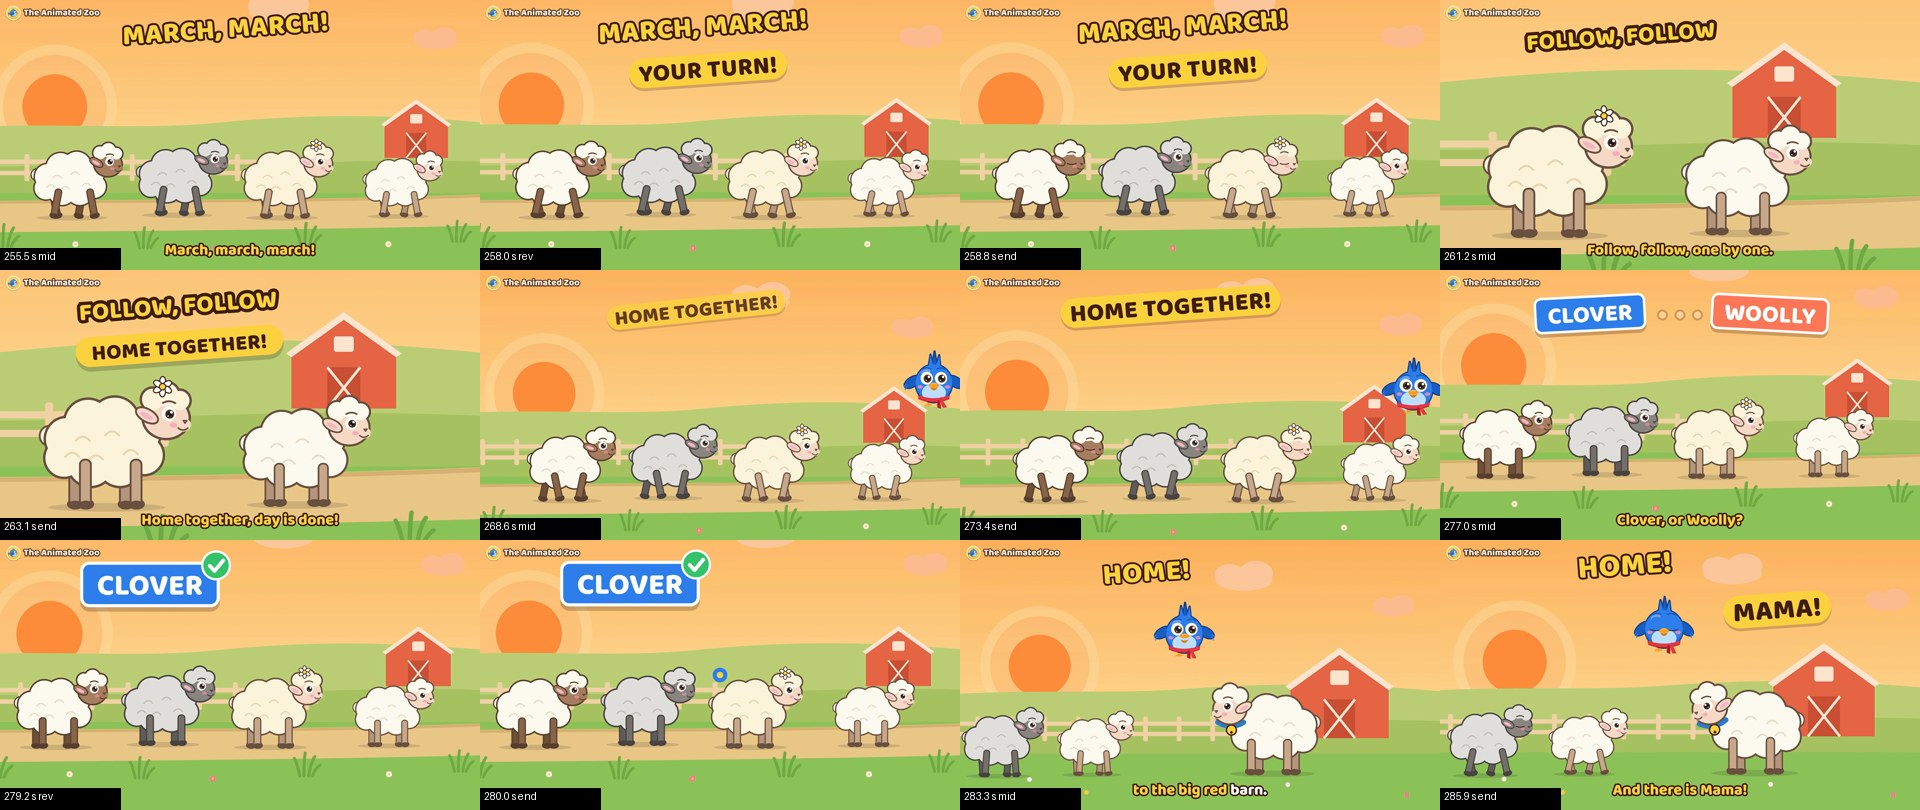 The Animated Zoo
MARCH, MARCH!
March, march, march!
255.5 s mid
The Animated Zoo
MARCH, MARCH!
YOUR TURN!
258.0 s rev
The Animated Zoo
MARCH, MARCH!
YOUR TURN!
258.8 s end
The Animated Zoo
FOLLOW, FOLLOW
Follow, follow, one by one.
261.2 s mid
The Animated Zoo
FOLLOW, FOLLOW
HOME TOGETHER!
Home together, day is done!
263.1 s end
The Animated Zoo
HOME TOGETHER!
268.6 s mid
The Animated Zoo
HOME TOGETHER!
273.4 s end
The Animated Zoo
CLOVER WOOLLY
Clover, or Woolly?
277.0 s mid
The Animated Zoo
CLOVER
279.2 s rev
The Animated Zoo
CLOVER
280.0 s end
The Animated Zoo
HOME!
to the big red barn.
283.3 s mid
The Animated Zoo
HOME!
MAMA!
And there is Mama!
285.9 s end